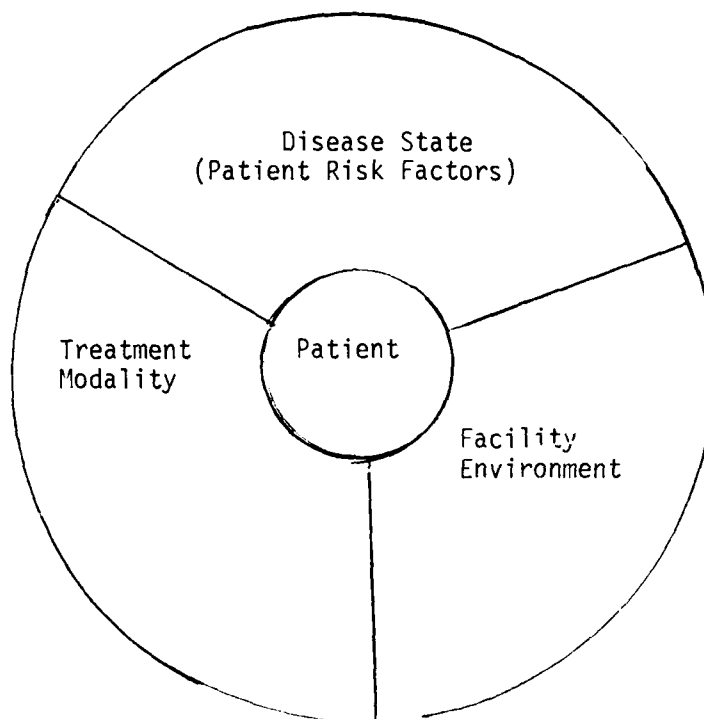 Disease State
(Patient Risk Factors)
Treatment
Modality
Patient
Facility
Environment